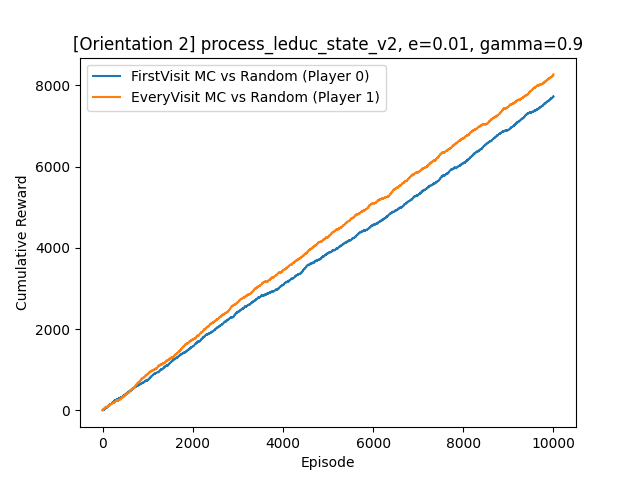 [Orientation 2] process_leduc_state_v2, e=0.01, gamma=0.9
FirstVisit MC vs Random (Player 0)
EveryVisit MC vs Random (Player 1)
Cumulative Reward
8000
6000
4000
2000
0
0 2000 4000 6000 8000 10000
Episode